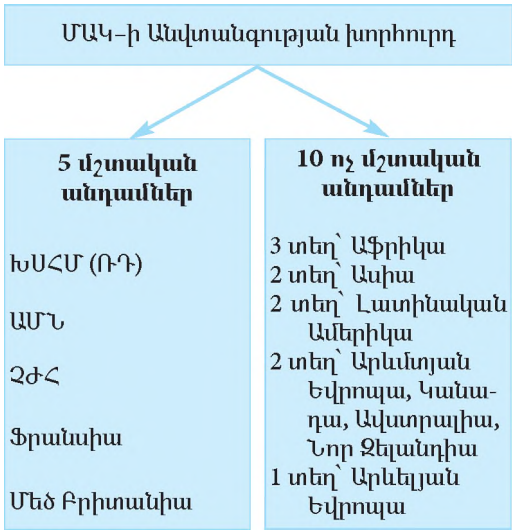 ՄԱԿ–ի Անվտանգության խորհուրդ
5 մշտական
անդամներ
ԽՍՀՄ (ՌԴ)
ԱՄՆ
ՉԺՀ
Ֆրանսիա
Մեծ Բրիտանիա
10 ոչ մշտական
անդամներ
3 տեղ՝ Աֆրիկա
2 տեղ՝ Ասիա
2 տեղ՝ Լատինական
Ամերիկա
2 տեղ՝ Արևմտյան
Եվրոպա, Կանա-
դա, Ավստրալիա,
Նոր Զելանդիա
1 տեղ՝ Արևելյան
Եվրոպա